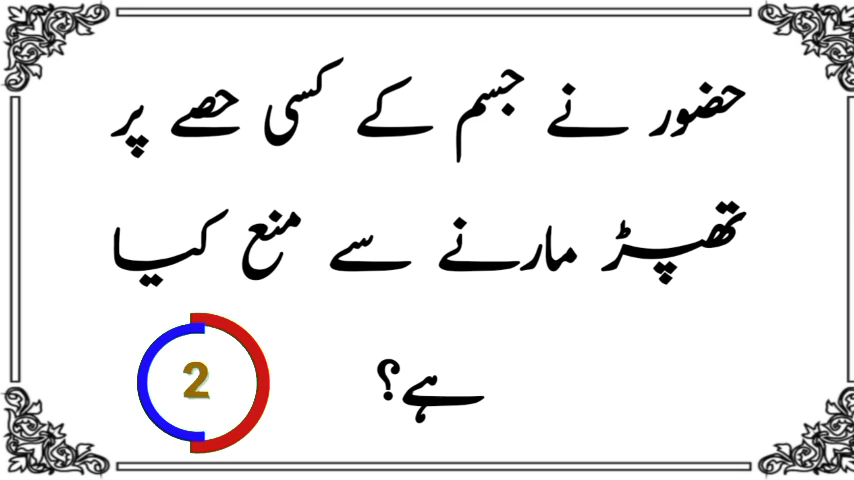 حضور نے جسم کے کسی حصے پر
تھپڑ مارنے سے منع کیا
ہے؟
2